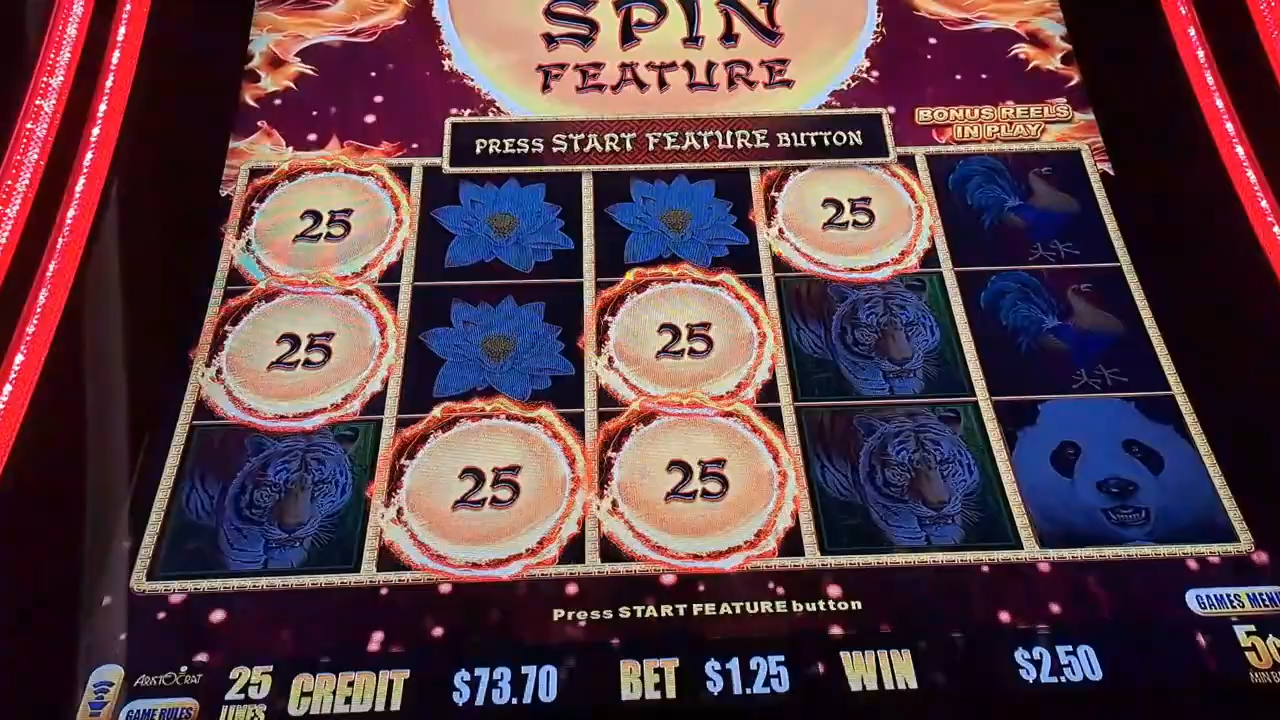 SPIN
FEATURE
BONUS REELS
IN PLAY
PRESS START FEATURE BUTTON
25
25
25
25
25
25
Press START FEATURE button
GAMES MENU
ARISTOCRAT
GAME RULES
25
LINES
CREDIT $73.70 BET $1.25 WIN $2.50
5¢
MIN B